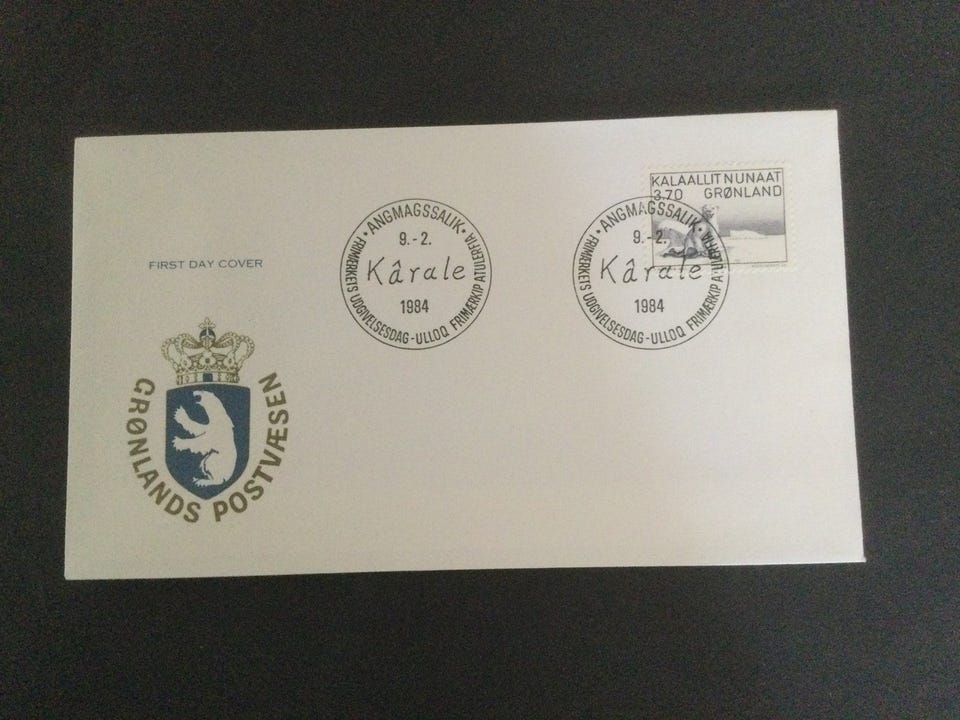 FIRST DAY COVER
GRØNLANDS POSTVÆSEN
ANGMAGSSALIK
9.-2.
Kârale
1984
FRIMÆRKETS UDGIVELSESDAG-ULLOQ FRIMÆRKIP ATULERFIA
KALAALLIT NUNAAT
3,70 GRØNLAND
ANGMAGSSALIK
9.-2.
Kârale
1984
FRIMÆRKETS UDGIVELSESDAG-ULLOQ FRIMÆRKIP ATULERFIA